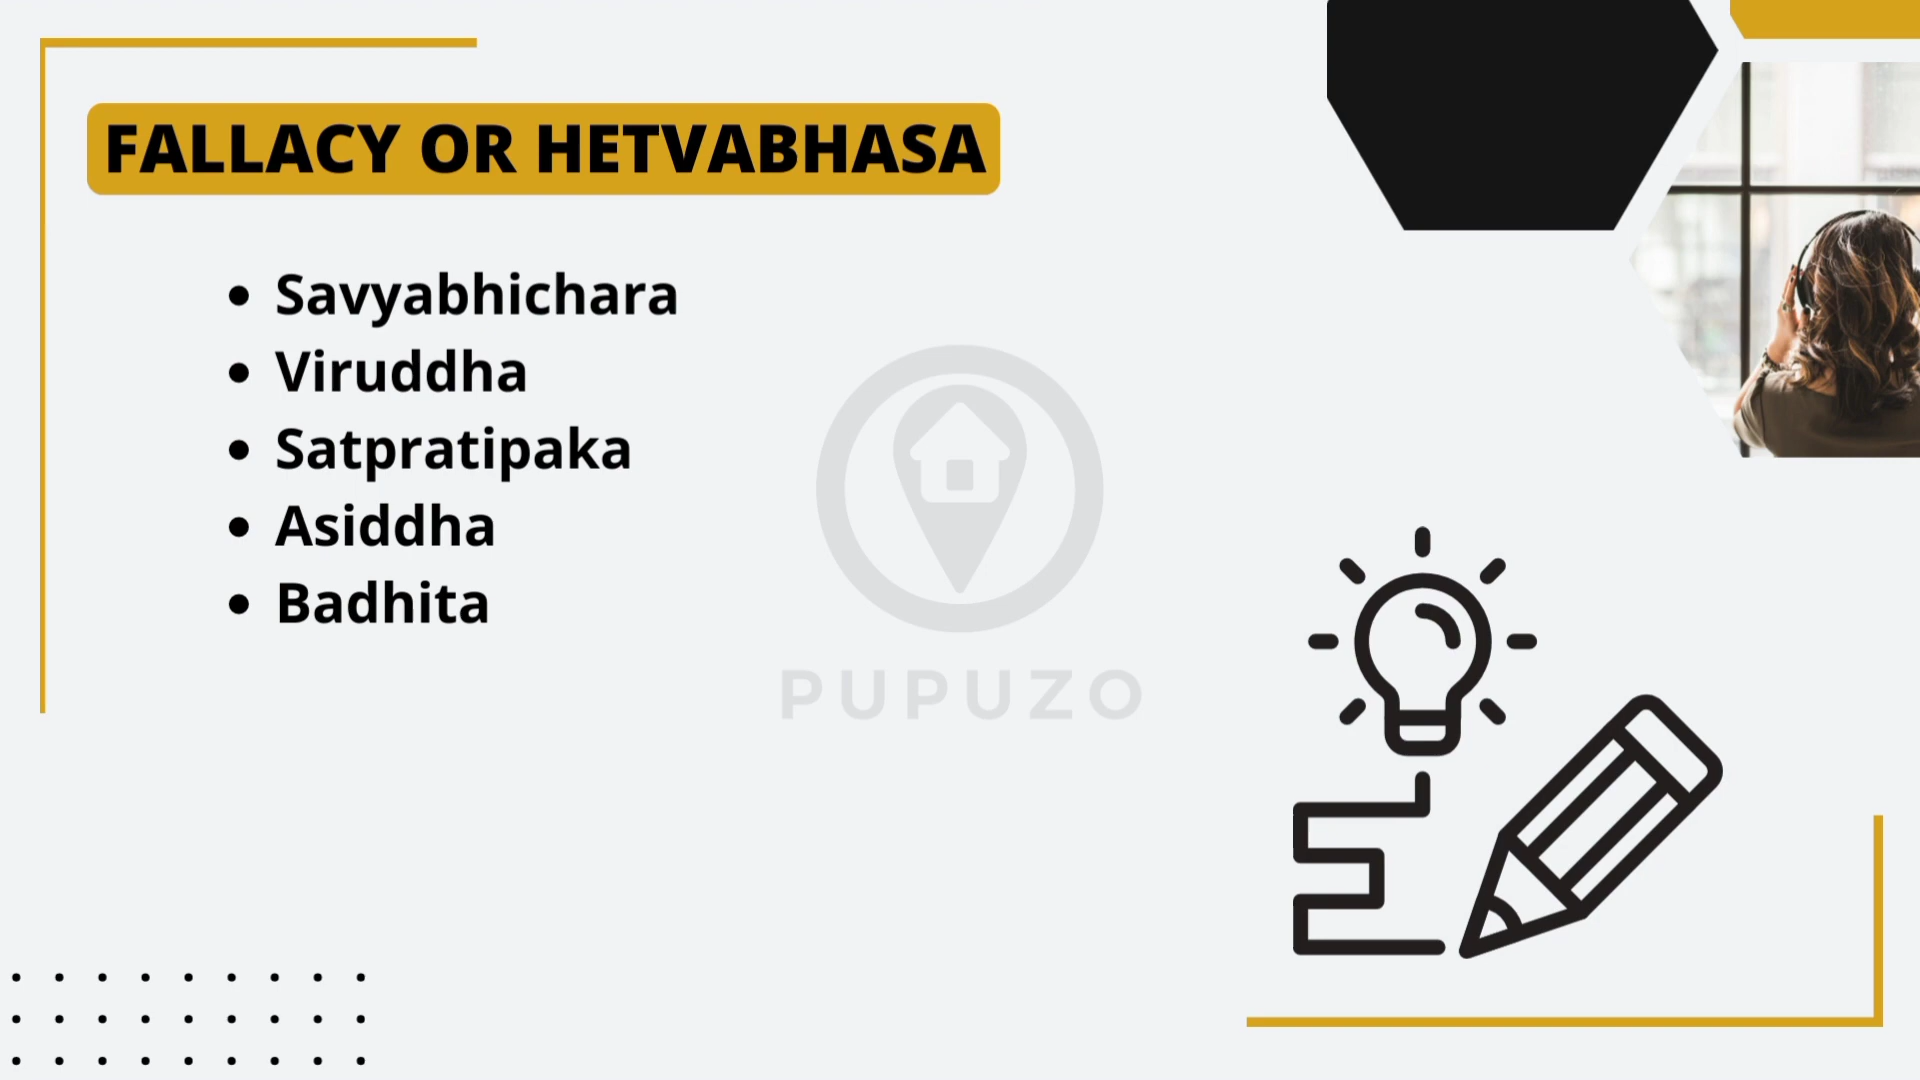 FALLACY OR HETVABHASA
Savyabhichara
Viruddha
Satpratipaka
Asiddha
Badhita
PUPUZO